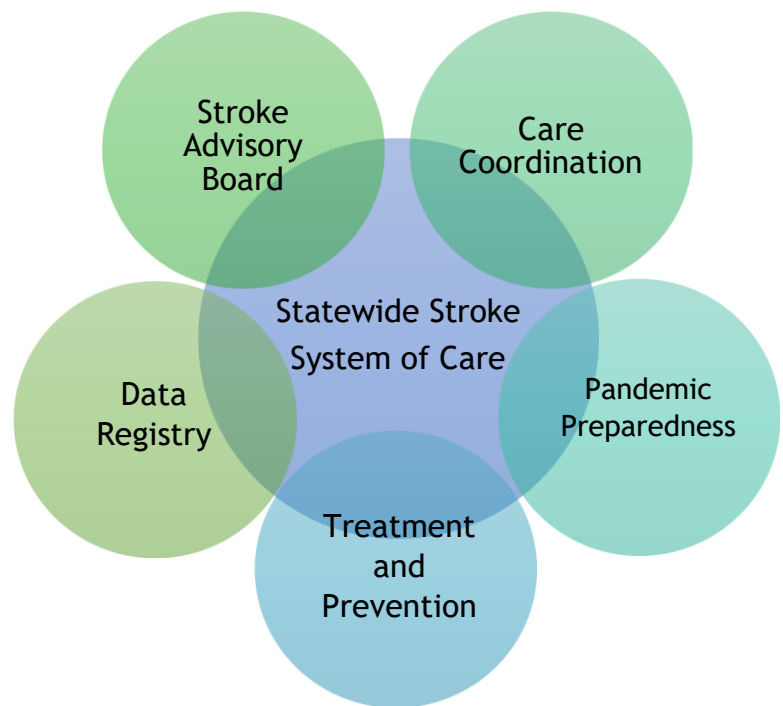 Stroke
Advisory
Board
Care
Coordination
Statewide Stroke
System of Care
Data
Registry
Pandemic
Preparedness
Treatment
and
Prevention